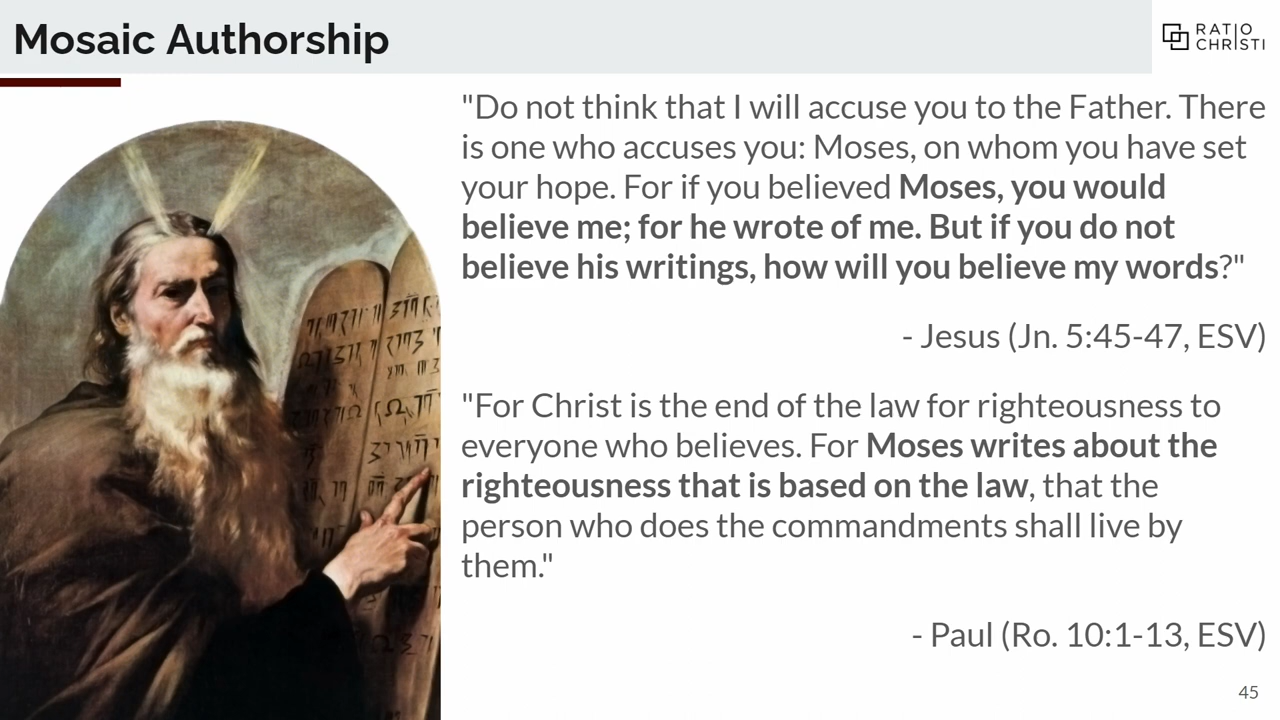 Mosaic Authorship
RATIO
CHRISTI
"Do not think that I will accuse you to the Father. There
is one who accuses you: Moses, on whom you have set
your hope. For if you believed Moses, you would
believe me; for he wrote of me. But if you do not
believe his writings, how will you believe my words?"
- Jesus (Jn. 5:45-47, ESV)
"For Christ is the end of the law for righteousness to
everyone who believes. For Moses writes about the
righteousness that is based on the law, that the
person who does the commandments shall live by
them."
- Paul (Ro. 10:1-13, ESV)
45